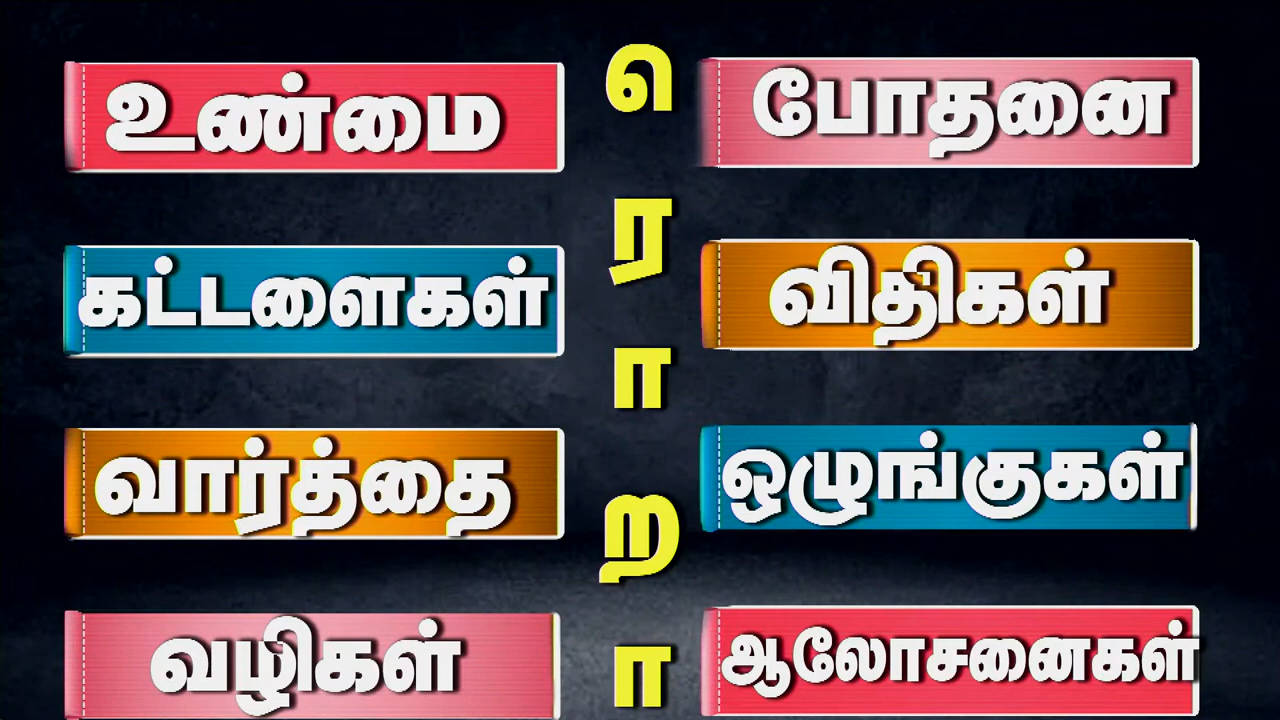 உண்மை
கட்டளைகள்
வார்த்தை
வழிகள்
ெ
ர
ா
ற
ா
போதனை
விதிகள்
ஒழுங்குகள்
ஆலோசனைகள்